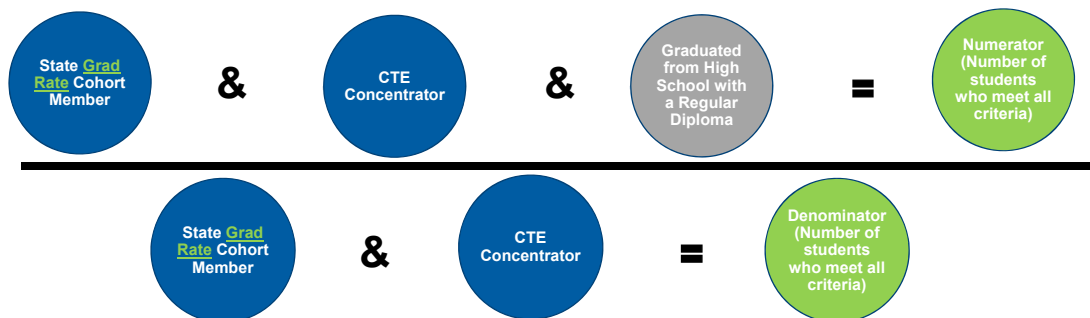 State Grad
Rate Cohort
Member
&
CTE
Concentrator
&
Graduated
from High
School with
a Regular
Diploma
=
Numerator
(Number of
students
who meet all
criteria)
State Grad
Rate Cohort
Member
&
CTE
Concentrator
=
Denominator
(Number of
students
who meet all
criteria)